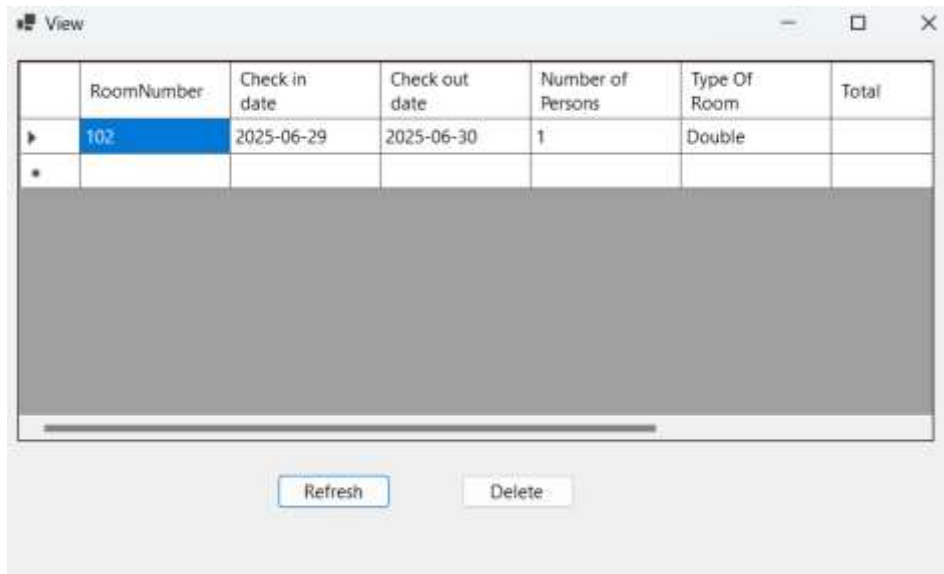 View
RoomNumber Check in date Check out date Number of Persons Type Of Room Total
102 2025-06-29 2025-06-30 1 Double
Refresh Delete